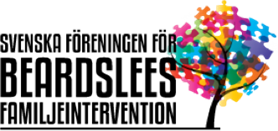 SVENSKA FÖRENINGEN FÖR
BEARDSLEES
FAMILJEINTERVENTION